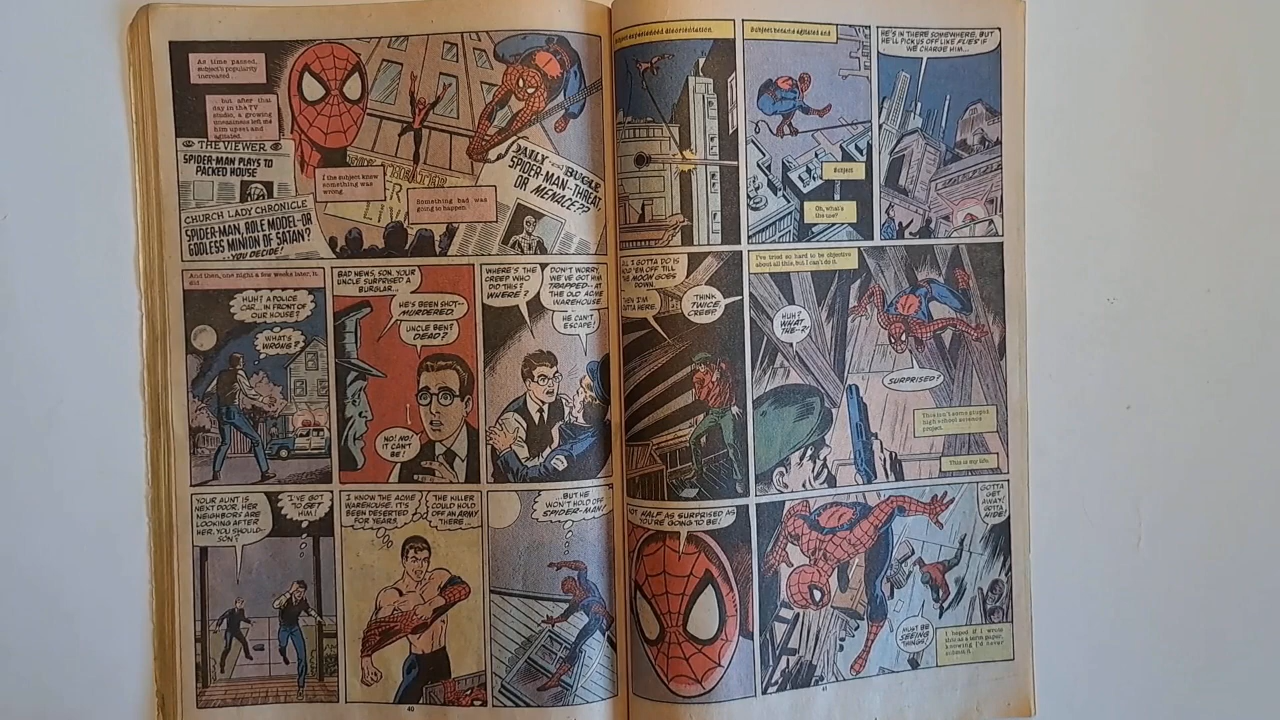 As time passed,
subject's popularity
increased...
... but after that
day in the TV
studio, a growing
uneasiness left me
him upset and
agitated.
THE VIEWER
SPIDER-MAN PLAYS TO
PACKED HOUSE
CHURCH LADY CHRONICLE
SPIDER-MAN, ROLE MODEL-OR
GODLESS MINION OF SATAN?
...YOU DECIDE!
THEATER
I the subject knew
something was
wrong.
Something bad was
going to happen.
DAILY BUGLE
SPIDER-MAN--THREAT,
OR MENACE??
And then, one night a few weeks later, it
did
HUH? A POLICE
CAR... IN FRONT OF
OUR HOUSE?
WHAT'S
WRONG?
BAD NEWS, SON. YOUR
UNCLE SURPRISED A
BURGLAR...
HE'S BEEN SHOT--
MURDERED.
UNCLE BEN?
DEAD?
NO! NO!
IT CAN'T
BE!
WHERE'S THE
CREEP WHO
DID THIS?
WHERE?
DON'T WORRY,
WE'VE GOT HIM
TRAPPED--AT
THE OLD ACME
WAREHOUSE.
HE CAN'T
ESCAPE!
YOUR AUNT IS
NEXT DOOR. HER
NEIGHBORS ARE
LOOKING AFTER
HER. YOU SHOULD--
SON?
I'VE GOT
TO GET
HIM!
I KNOW THE ACME
WAREHOUSE. IT'S
BEEN DESERTED
FOR YEARS.
THE KILLER
COULD HOLD
OFF AN ARMY
THERE...
...BUT HE
WON'T HOLD OFF
SPIDER-MAN!
40
Subject experienced disorientation.
Subject became agitated and
Subject
Oh, what's
the use?
HE'S IN THERE SOMEWHERE, BUT
HE'LL PICK US OFF LIKE FLIES IF
WE CHARGE HIM...
ALL I GOTTA DO IS
HOLD 'EM OFF TILL
THE MOON GOES
DOWN.
THEN I'M
OUTTA HERE.
THINK
TWICE,
CREEP.
I've tried so hard to be objective
about all this, but I can't do it.
HUH?
WHAT
THE--?!
SURPRISED?
This isn't some stupid
high school science
project.
This is my life.
NOT HALF AS SURPRISED AS
YOU'RE GOING TO BE!
GOTTA
GET
AWAY!
GOTTA
HIDE!
MUST BE
SEEING
THINGS!
I hoped if I wrote
this as a term paper,
knowing I'd never
submit it
41